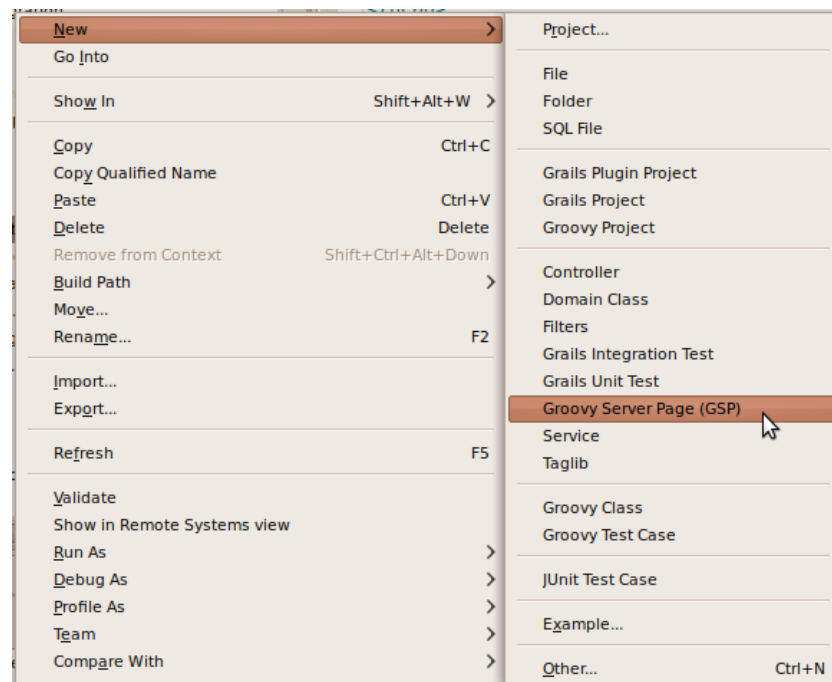 New
Go Into
Show In Shift+Alt+W
Copy Ctrl+C
Copy Qualified Name
Paste Ctrl+V
Delete Delete
Remove from Context Shift+Ctrl+Alt+Down
Build Path
Move...
Rename... F2
Import...
Export...
Refresh F5
Validate
Show in Remote Systems view
Run As
Debug As
Profile As
Team
Compare With
Project...
File
Folder
SQL File
Grails Plugin Project
Grails Project
Groovy Project
Controller
Domain Class
Filters
Grails Integration Test
Grails Unit Test
Groovy Server Page (GSP)
Service
Taglib
Groovy Class
Groovy Test Case
JUnit Test Case
Example...
Other... Ctrl+N